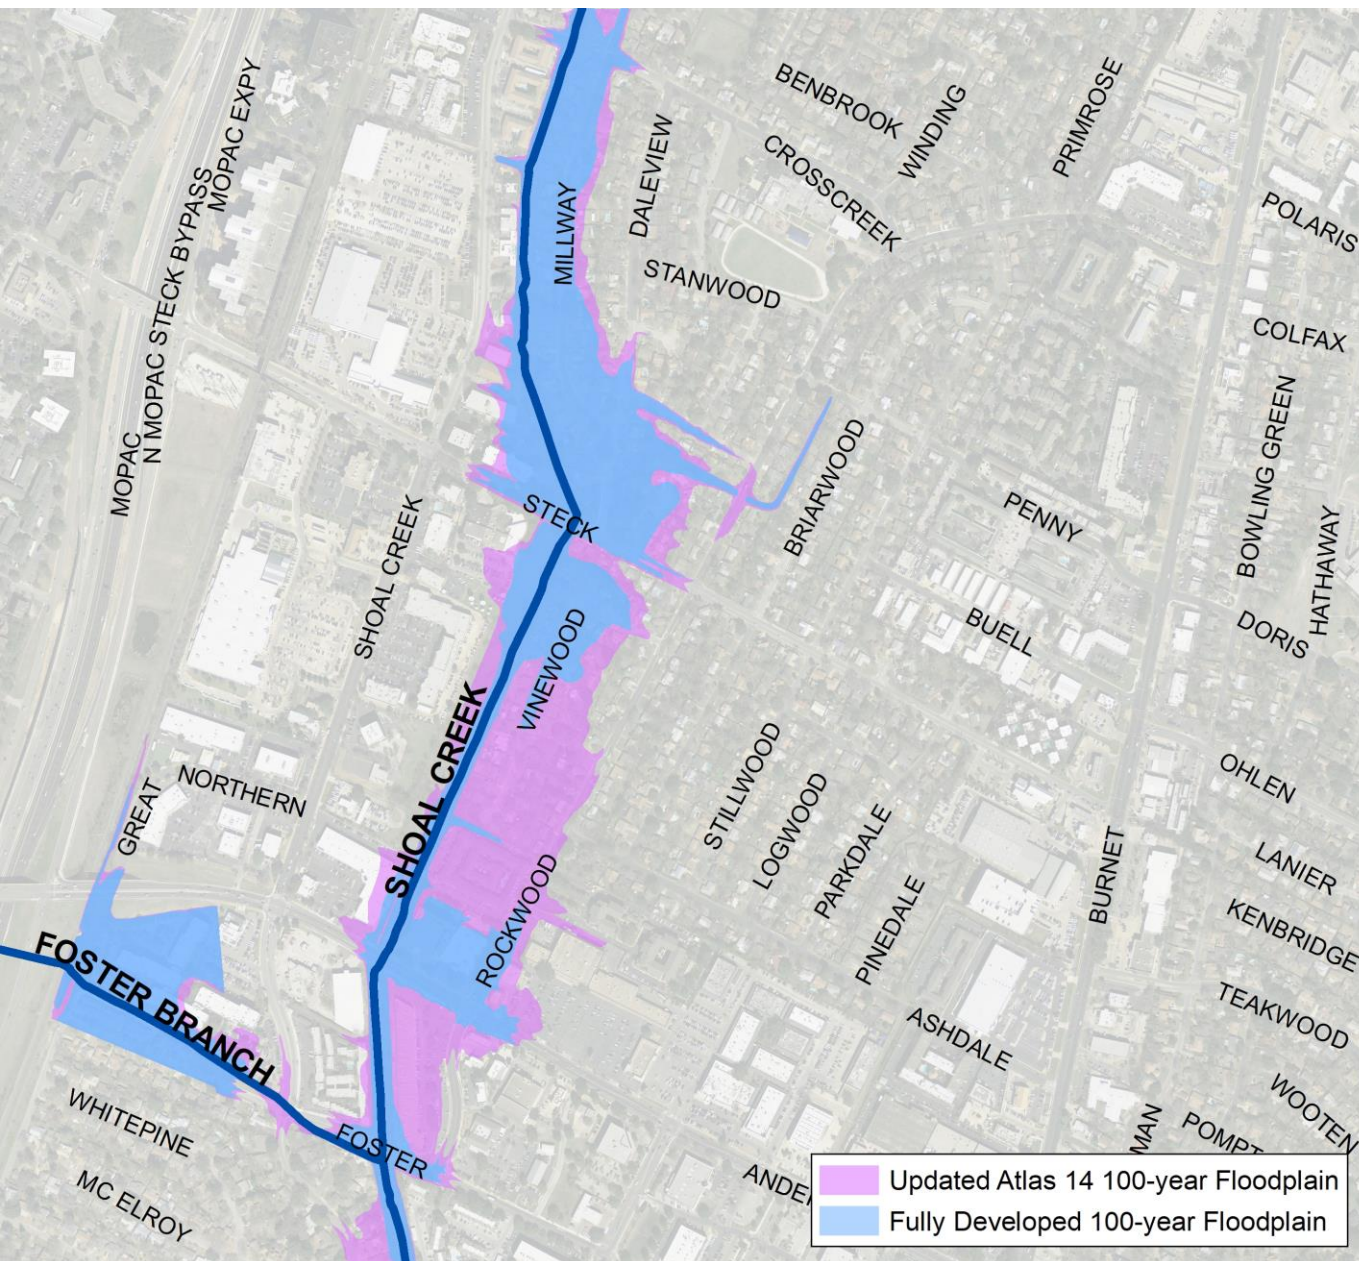 MOPAC EXPY
BENBROOK
WINDING
PRIMROSE
DALEVIEW
CROSSCREEK
MILLWAY
POLARIS
N MOPAC STECK BYPASS
STANWOOD
COLFAX
MOPAC
BRIARWOOD
BOWLING GREEN
STECK
PENNY
HATHAWAY
SHOAL CREEK
BUELL
DORIS
VINEWOOD
SHOAL CREEK
STILLWOOD
OHLEN
GREAT
NORTHERN
LOGWOOD
PARKDALE
BURNET
LANIER
ROCKWOOD
PINEDALE
KENBRIDGE
FOSTER BRANCH
TEAKWOOD
ASHDALE
WHITEPINE
FOSTER
WOOTEN
MAN
POMPT
MC ELROY
ANDE
Updated Atlas 14 100-year Floodplain
Fully Developed 100-year Floodplain